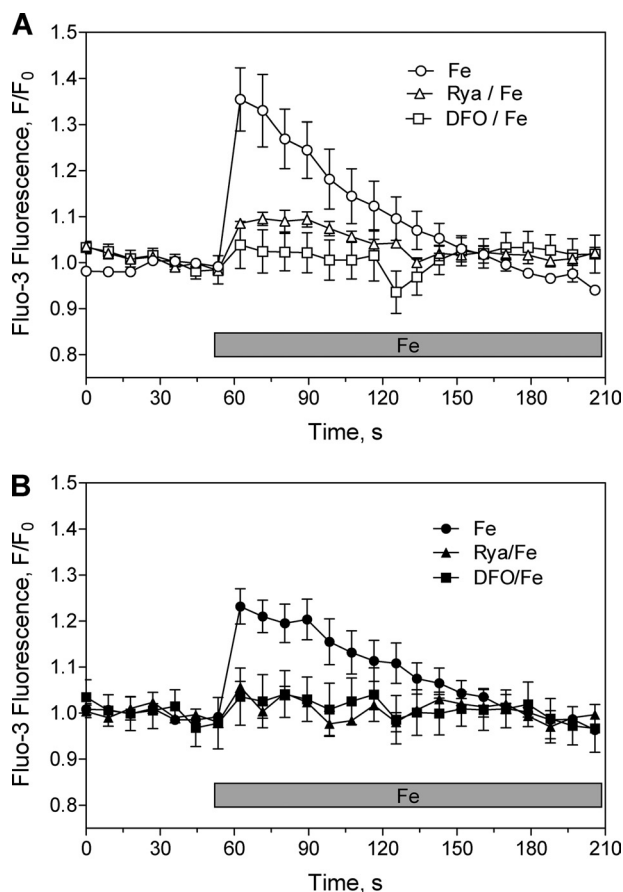 A
1.5
1.4
1.3
1.2
1.1
1.0
0.9
0.8
Fluo-3 Fluorescence, F/F0
Fe
Rya / Fe
DFO / Fe
Fe
0 30 60 90 120 150 180 210
Time, s
B
1.5
1.4
1.3
1.2
1.1
1.0
0.9
0.8
Fluo-3 Fluorescence, F/F0
Fe
Rya/Fe
DFO/Fe
Fe
0 30 60 90 120 150 180 210
Time, s